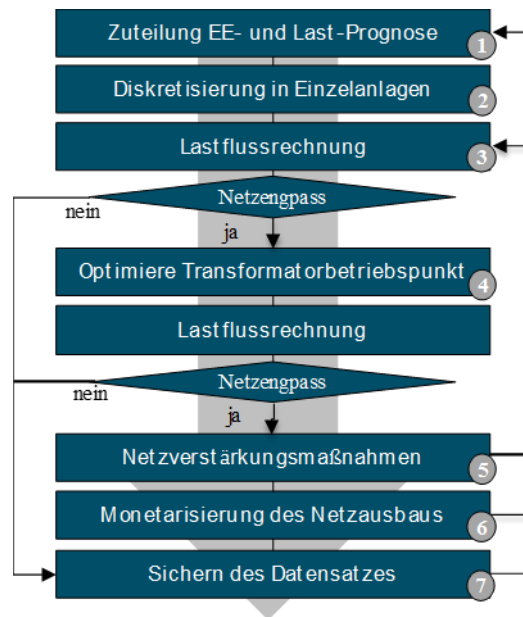 Zuteilung EE- und Last-Prognose
1
Diskretisierung in Einzelanlagen
2
Lastflussrechnung
3
Netzengpass
nein
ja
Optimiere Transformatorbetriebspunkt
4
Lastflussrechnung
Netzengpass
nein
ja
Netzverstärkungsmaßnahmen
5
Monetarisierung des Netzausbaus
6
Sichern des Datensatzes
7